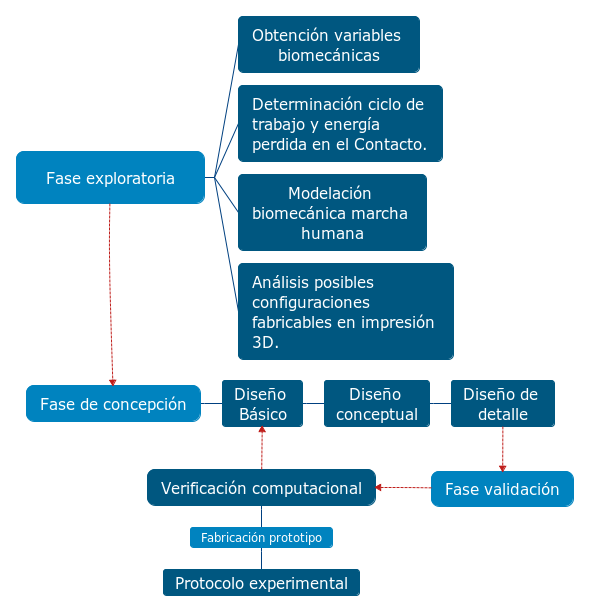 Obtención variables
biomecánicas
Determinación ciclo de
trabajo y energía
perdida en el Contacto.
Fase exploratoria
Modelación
biomecánica marcha
humana
Análisis posibles
configuraciones
fabricables en impresión
3D.
Fase de concepción
Diseño
Básico
Diseño
conceptual
Diseño de
detalle
Verificación computacional
Fase validación
Fabricación prototipo
Protocolo experimental